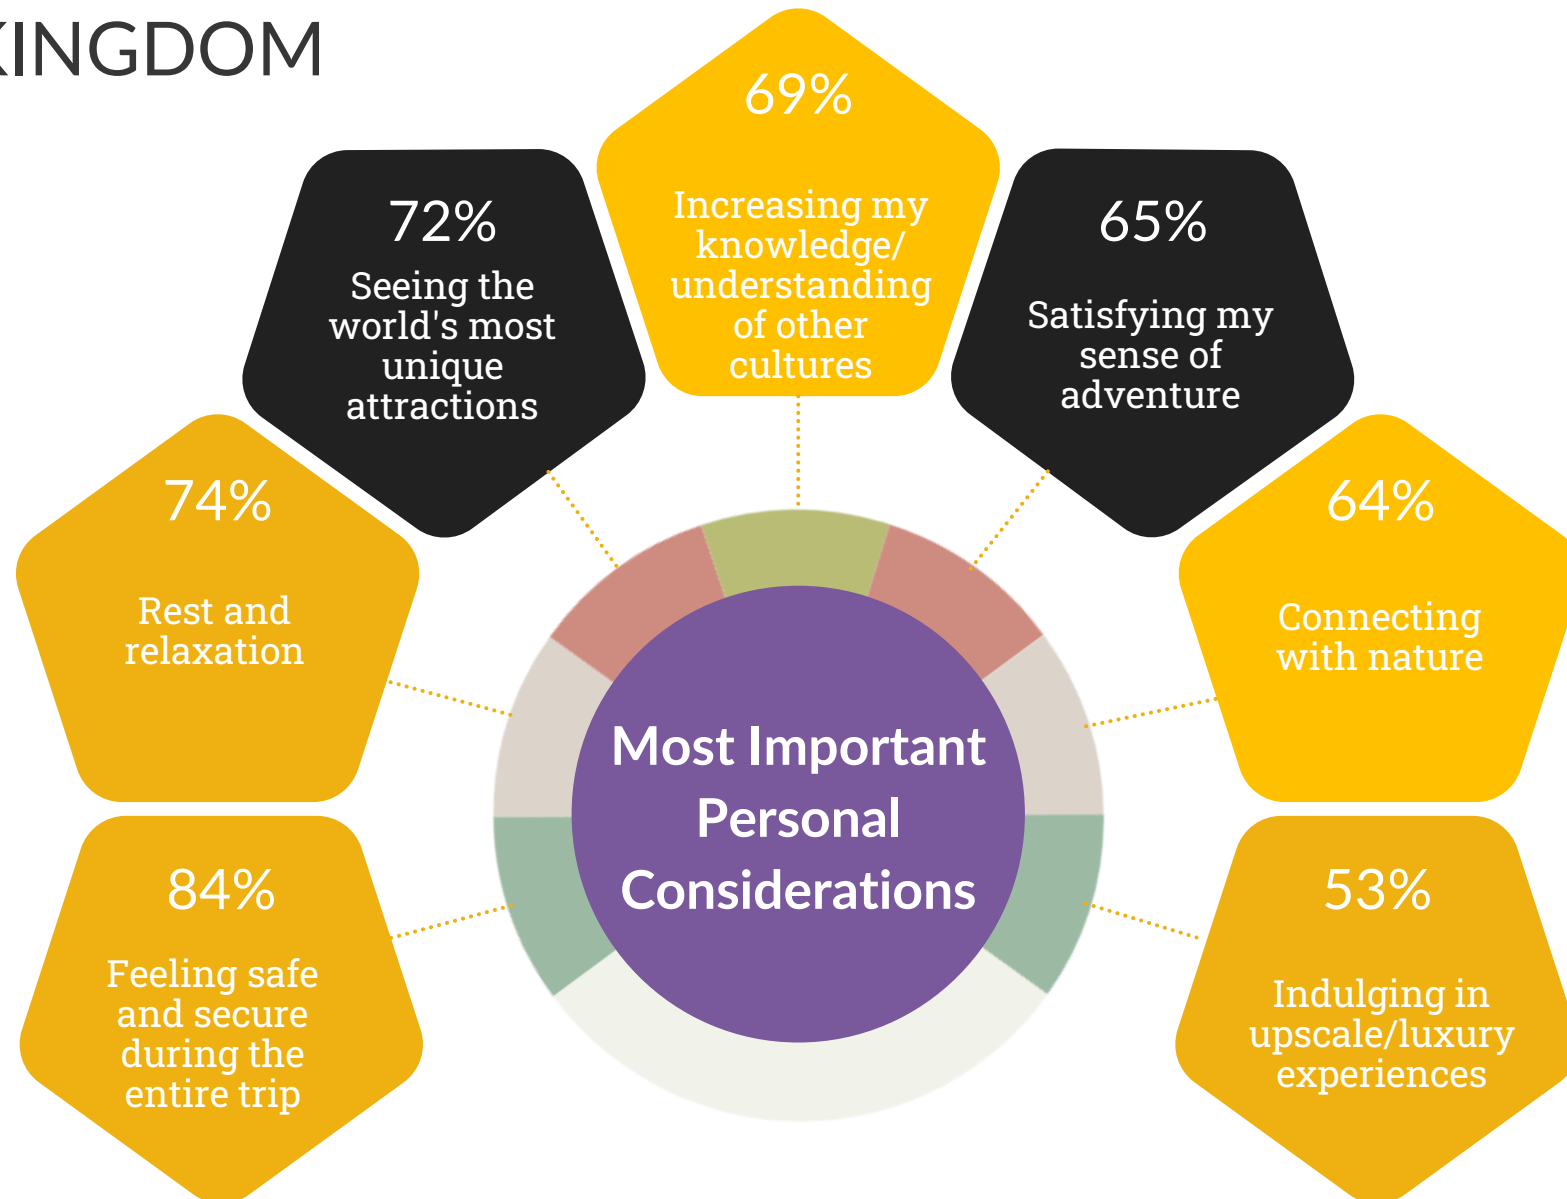 KINGDOM
84%
Feeling safe
and secure
during the
entire trip
74%
Rest and
relaxation
72%
Seeing the
world's most
unique
attractions
69%
Increasing my
knowledge/
understanding
of other
cultures
65%
Satisfying my
sense of
adventure
64%
Connecting
with nature
53%
Indulging in
upscale/luxury
experiences
Most Important
Personal
Considerations